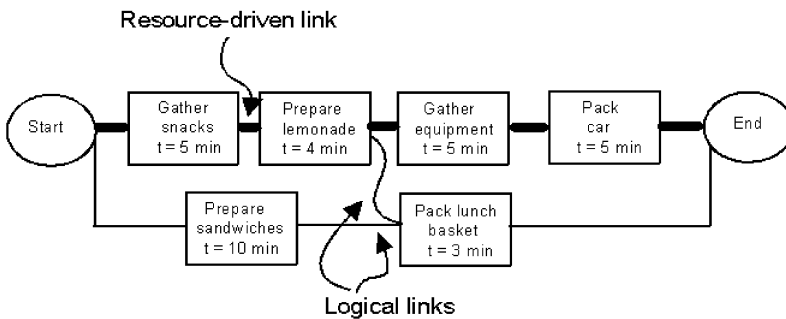 Resource-driven link
Start
Gather
snacks
t = 5 min
Prepare
lemonade
t = 4 min
Gather
equipment
t = 5 min
Pack
car
t = 5 min
End
Prepare
sandwiches
t = 10 min
Pack lunch
basket
t = 3 min
Logical links